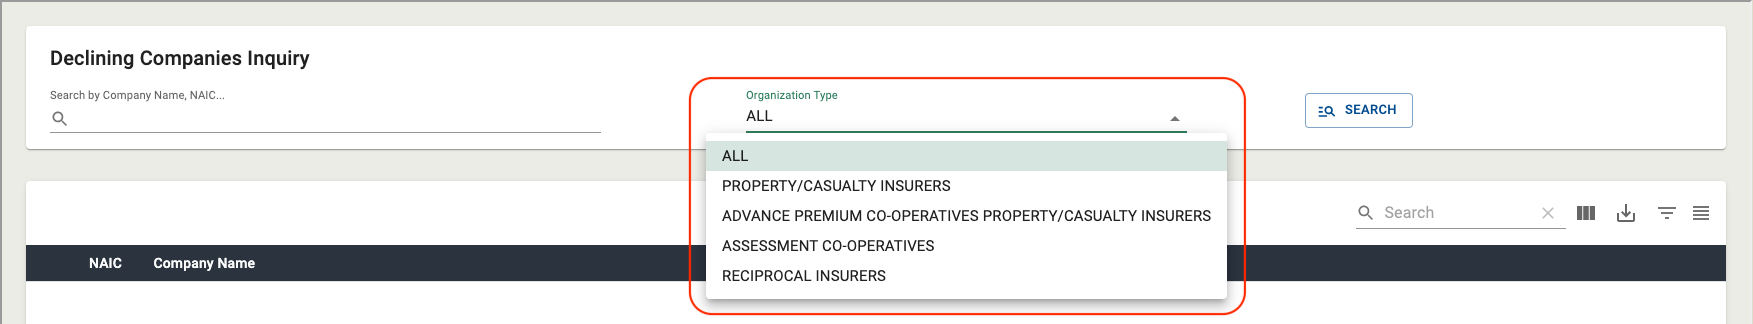 Declining Companies Inquiry
Search by Company Name, NAIC...
Organization Type
ALL
SEARCH
ALL
PROPERTY/CASUALTY INSURERS
ADVANCE PREMIUM CO-OPERATIVES PROPERTY/CASUALTY INSURERS
ASSESSMENT CO-OPERATIVES
RECIPROCAL INSURERS
Search
NAIC Company Name